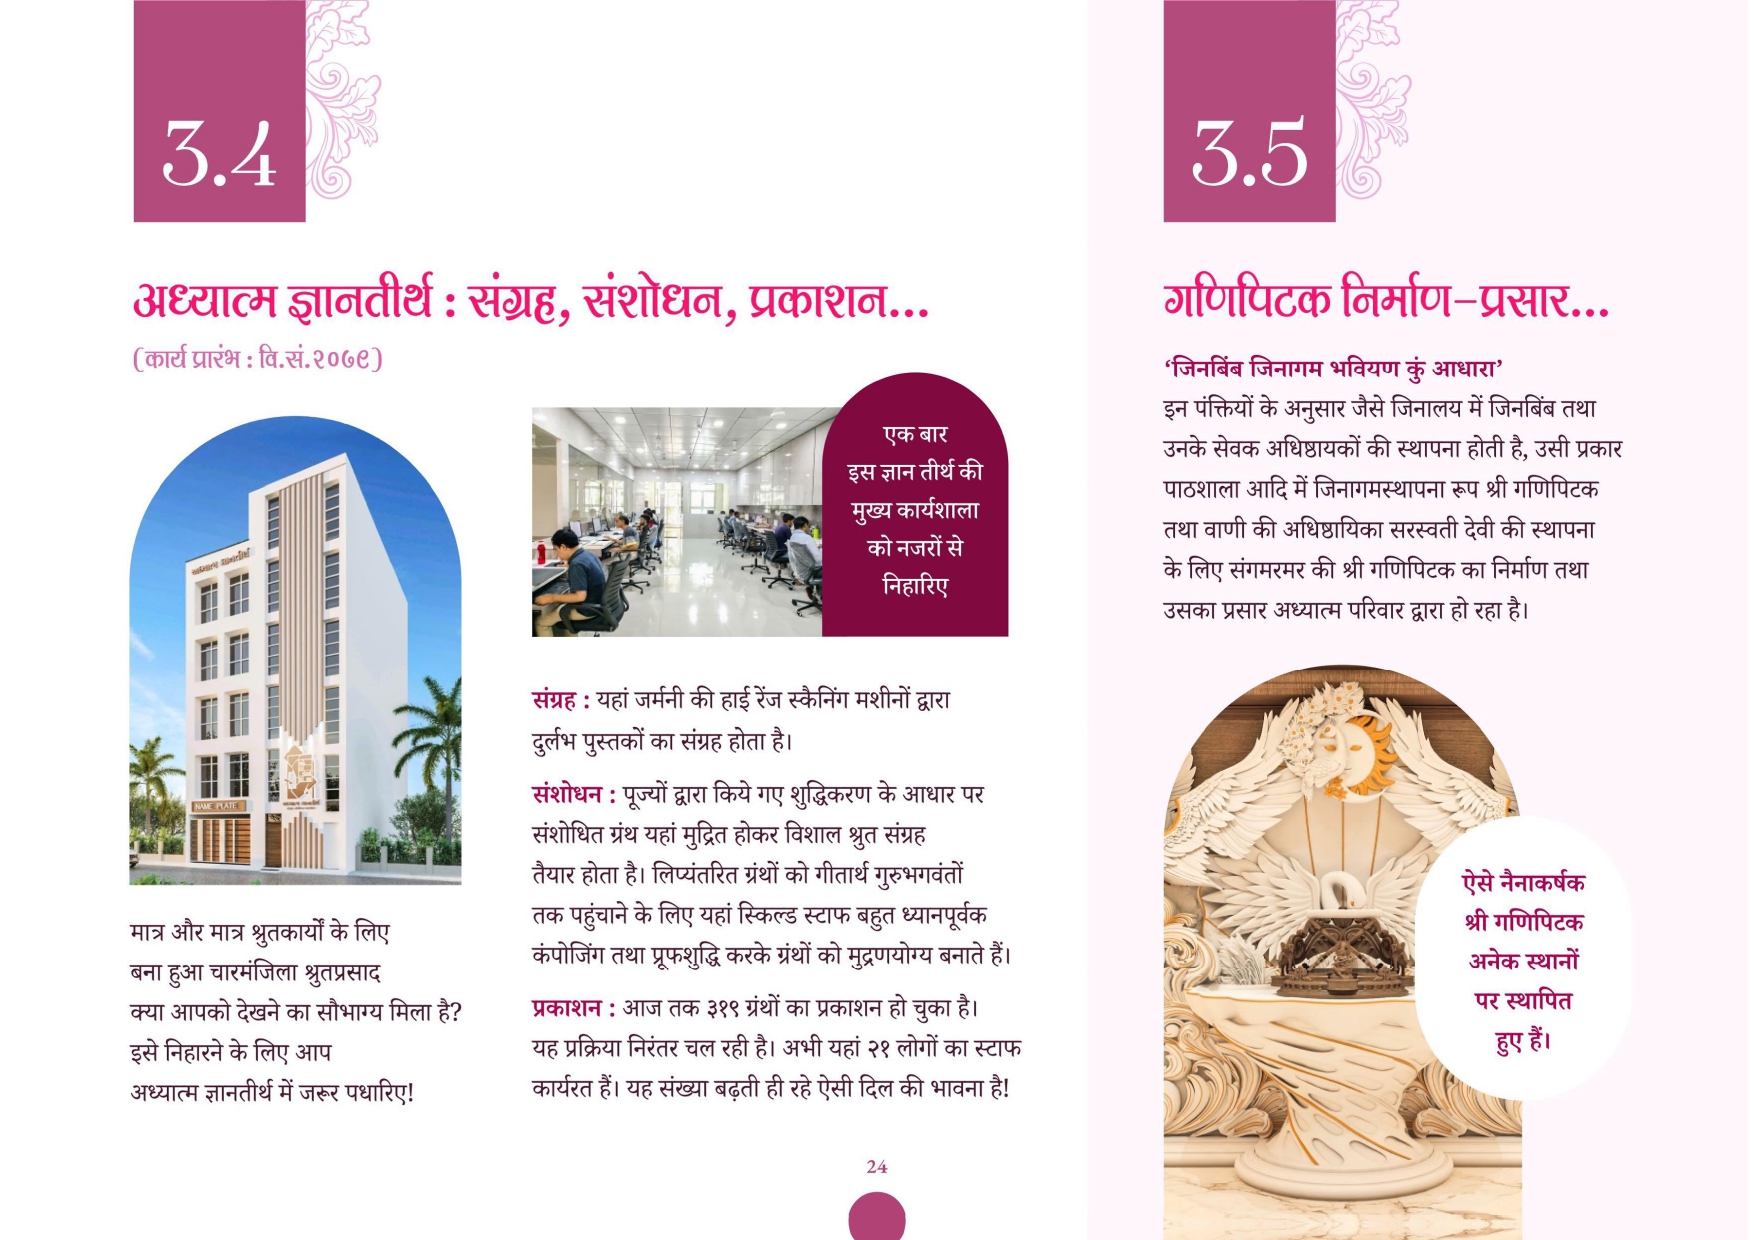 3.4
अध्यात्म ज्ञानतीर्थ : संग्रह, संशोधन, प्रकाशन...
(कार्य प्रारंभ : वि.सं.२०७९)
अध्यात्म ज्ञानतीर्थ
NAME PLATE
मात्र और मात्र श्रुतकार्यों के लिए
बना हुआ चारमंजिला श्रुतप्रसाद
क्या आपको देखने का सौभाग्य मिला है?
इसे निहारने के लिए आप
अध्यात्म ज्ञानतीर्थ में जरूर पधारिए!
एक बार
इस ज्ञान तीर्थ की
मुख्य कार्यशाला
को नजरों से
निहारिए
संग्रह : यहां जर्मनी की हाई रेंज स्कैनिंग मशीनों द्वारा
दुर्लभ पुस्तकों का संग्रह होता है।
संशोधन : पूज्यों द्वारा किये गए शुद्धिकरण के आधार पर
संशोधित ग्रंथ यहां मुद्रित होकर विशाल श्रुत संग्रह
तैयार होता है। लिप्यंतरित ग्रंथों को गीतार्थ गुरुभगवंतों
तक पहुंचाने के लिए यहां स्किल्ड स्टाफ बहुत ध्यानपूर्वक
कंपोजिंग तथा प्रूफशुद्धि करके ग्रंथों को मुद्रणयोग्य बनाते हैं।
प्रकाशन : आज तक ३१९ ग्रंथों का प्रकाशन हो चुका है।
यह प्रक्रिया निरंतर चल रही है। अभी यहां २१ लोगों का स्टाफ
कार्यरत हैं। यह संख्या बढ़ती ही रहे ऐसी दिल की भावना है!
24
3.5
गणिपिटक निर्माण-प्रसार...
‘जिनबिंब जिनागम भवियण कुं आधारा’
इन पंक्तियों के अनुसार जैसे जिनालय में जिनबिंब तथा
उनके सेवक अधिष्ठायकों की स्थापना होती है, उसी प्रकार
पाठशाला आदि में जिनागमस्थापना रूप श्री गणिपिटक
तथा वाणी की अधिष्ठायिका सरस्वती देवी की स्थापना
के लिए संगमरमर की श्री गणिपिटक का निर्माण तथा
उसका प्रसार अध्यात्म परिवार द्वारा हो रहा है।
ऐसे नैनाकर्षक
श्री गणिपिटक
अनेक स्थानों
पर स्थापित
हुए हैं।